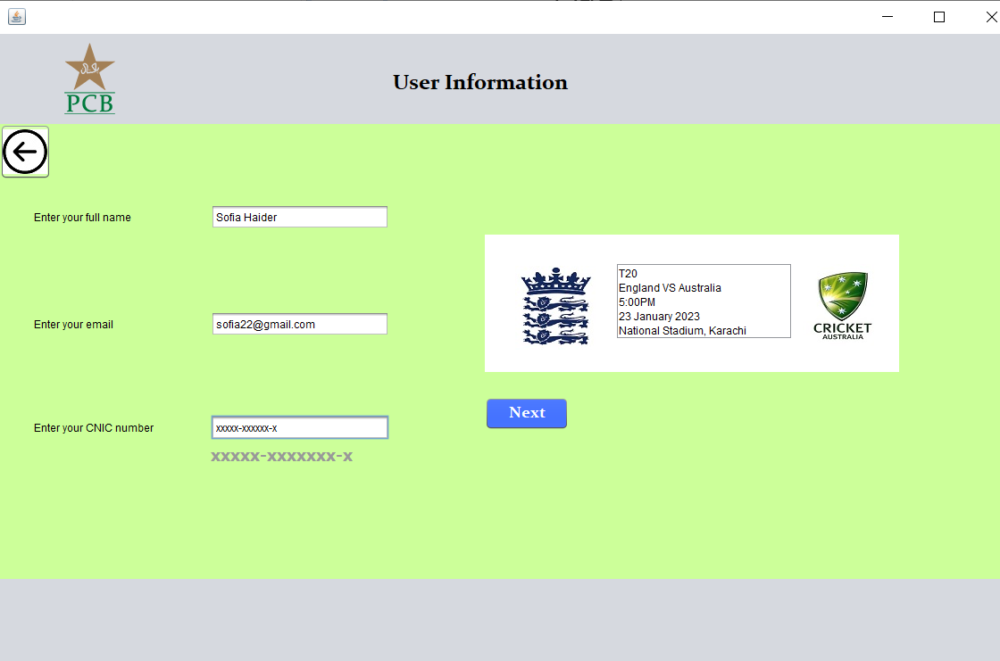 PCB
User Information
Enter your full name
Sofia Haider
Enter your email
sofia22@gmail.com
Enter your CNIC number
xxxxx-xxxxxx-x
xxxxx-xxxxxxx-x
T20
England VS Australia
5:00PM
23 January 2023
National Stadium, Karachi
CRICKET
AUSTRALIA
Next